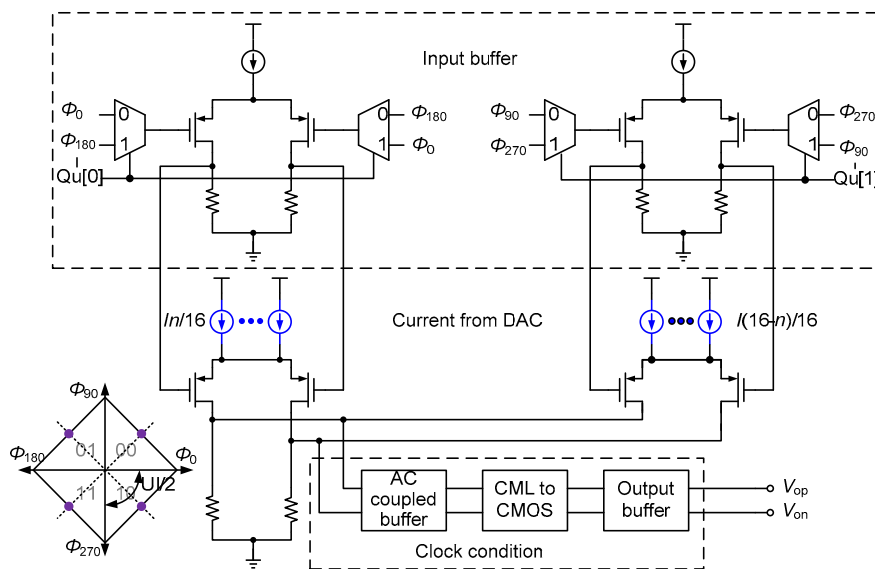 Input buffer
Φ0
0
Φ180
1
Qu[0]
0
Φ180
1
Φ0
Φ90
0
Φ270
1
0
Φ270
1
Φ90
Qu[1]
In/16
Current from DAC
I(16-n)/16
Φ90
Φ180
01
00
Φ0
11
10
UI/2
Φ270
AC
coupled
buffer
CML to
CMOS
Output
buffer
Vop
Von
Clock condition